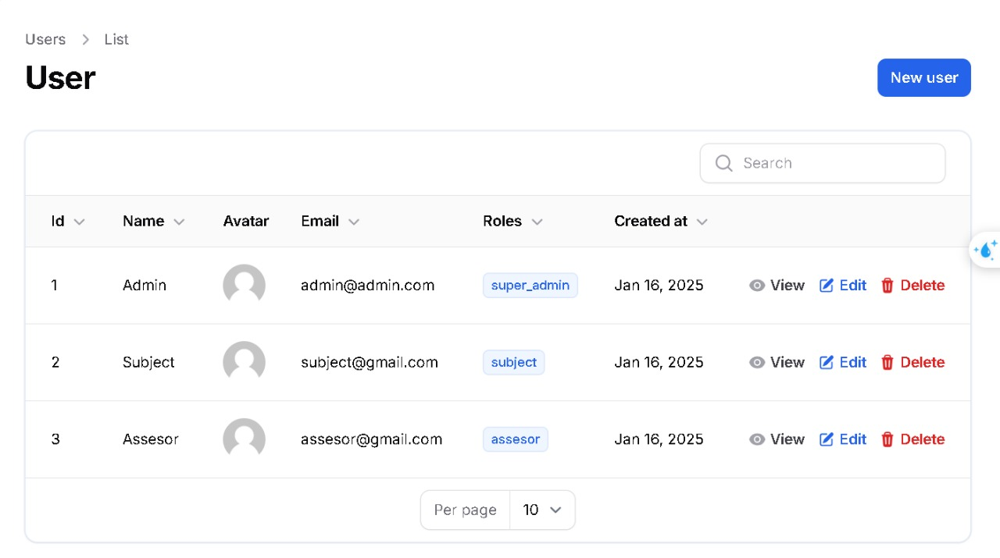 Users > List
User
New user
Search
Id Name Avatar Email Roles Created at
1 Admin admin@admin.com super_admin Jan 16, 2025 View Edit Delete
2 Subject subject@gmail.com subject Jan 16, 2025 View Edit Delete
3 Assesor assesor@gmail.com assesor Jan 16, 2025 View Edit Delete
Per page 10